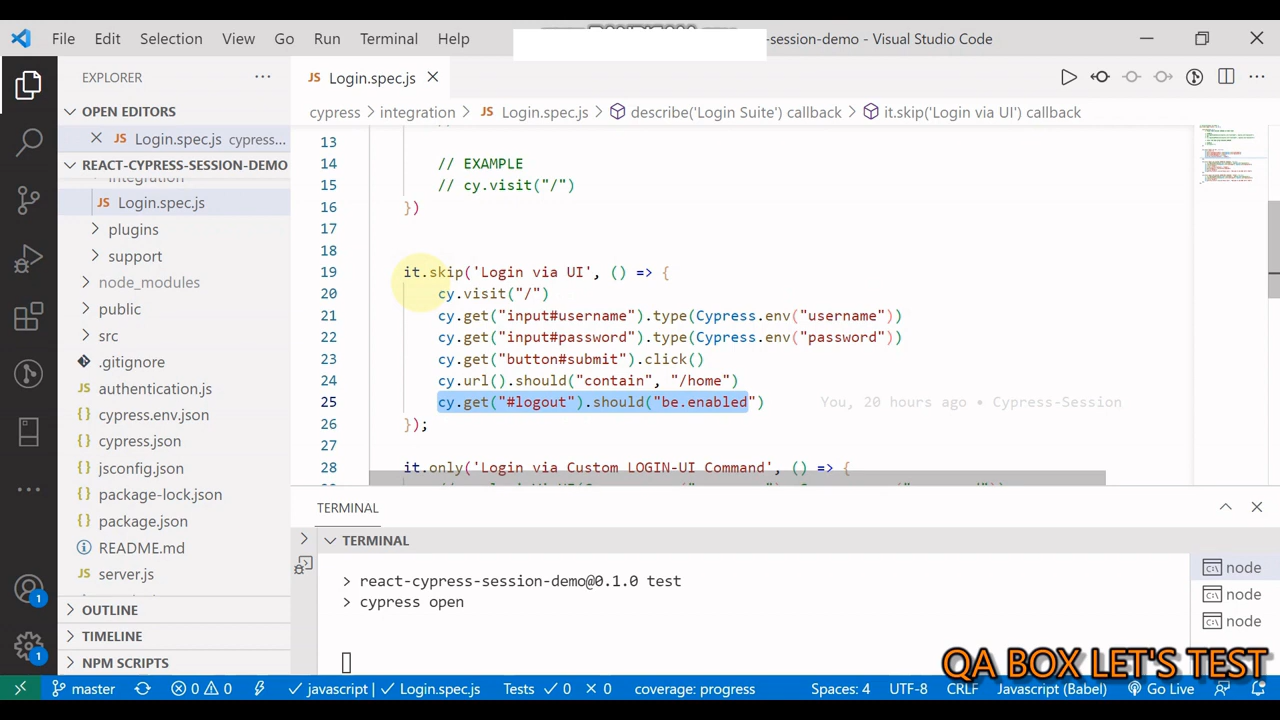 File Edit Selection View Go Run Terminal Help -session-demo - Visual Studio Code
EXPLORER
OPEN EDITORS
Login.spec.js cypress...
REACT-CYPRESS-SESSION-DEMO
integration
Login.spec.js
plugins
support
node_modules
public
src
.gitignore
authentication.js
cypress.env.json
cypress.json
jsconfig.json
package-lock.json
package.json
README.md
server.js
OUTLINE
TIMELINE
NPM SCRIPTS
JS Login.spec.js
cypress > integration > JS Login.spec.js > describe('Login Suite') callback > it.skip('Login via UI') callback
13
14 // EXAMPLE
15 // cy.visit("/")
16 })
17
18
19 it.skip('Login via UI', () => {
20 cy.visit("/")
21 cy.get("input#username").type(Cypress.env("username"))
22 cy.get("input#password").type(Cypress.env("password"))
23 cy.get("button#submit").click()
24 cy.url().should("contain", "/home")
25 cy.get("#logout").should("be.enabled") You, 20 hours ago • Cypress-Session
26 });
27
28 it.only('Login via Custom LOGIN-UI Command', () => {
TERMINAL
TERMINAL
> react-cypress-session-demo@0.1.0 test
> cypress open
node
node
node
QA BOX LET'S TEST
master 0 0 javascript | Login.spec.js Tests 0 0 coverage: progress Spaces: 4 UTF-8 CRLF Javascript (Babel) Go Live